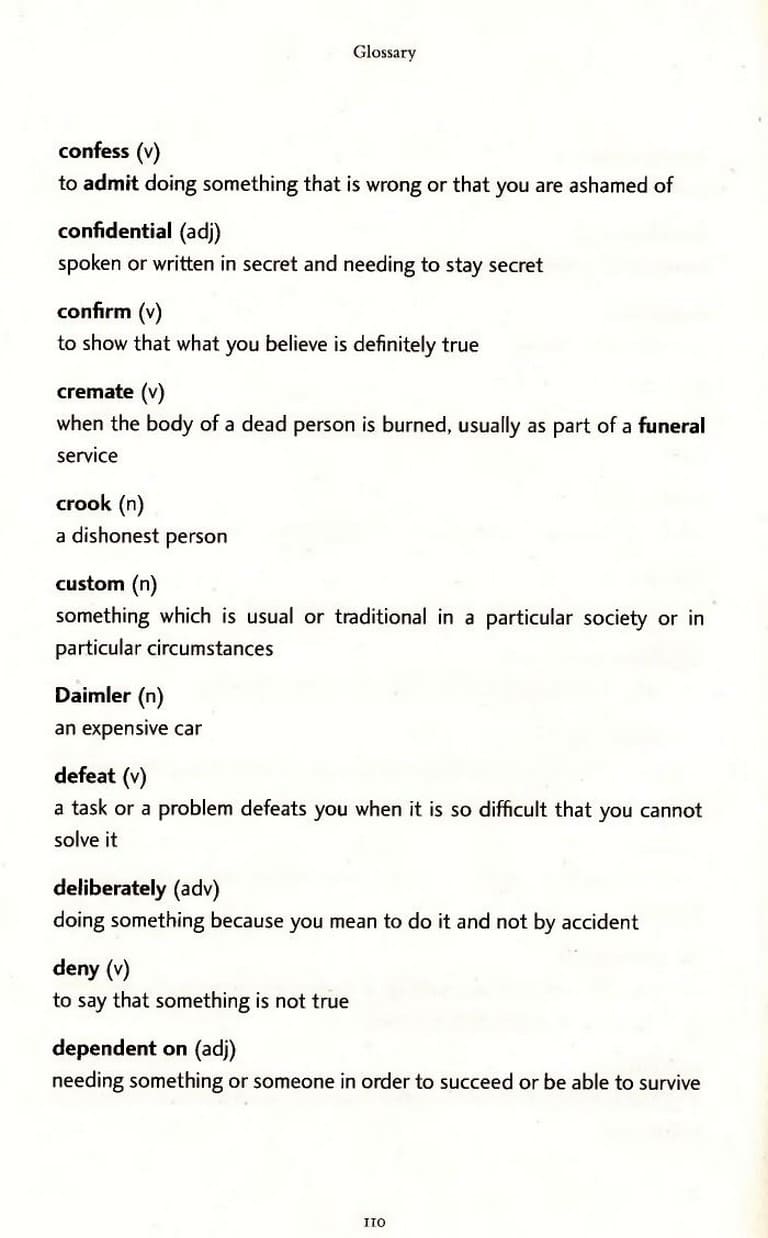 Glossary
confess (v)
to admit doing something that is wrong or that you are ashamed of
confidential (adj)
spoken or written in secret and needing to stay secret
confirm (v)
to show that what you believe is definitely true
cremate (v)
when the body of a dead person is burned, usually as part of a funeral
service
crook (n)
a dishonest person
custom (n)
something which is usual or traditional in a particular society or in
particular circumstances
Daimler (n)
an expensive car
defeat (v)
a task or a problem defeats you when it is so difficult that you cannot
solve it
deliberately (adv)
doing something because you mean to do it and not by accident
deny (v)
to say that something is not true
dependent on (adj)
needing something or someone in order to succeed or be able to survive
110